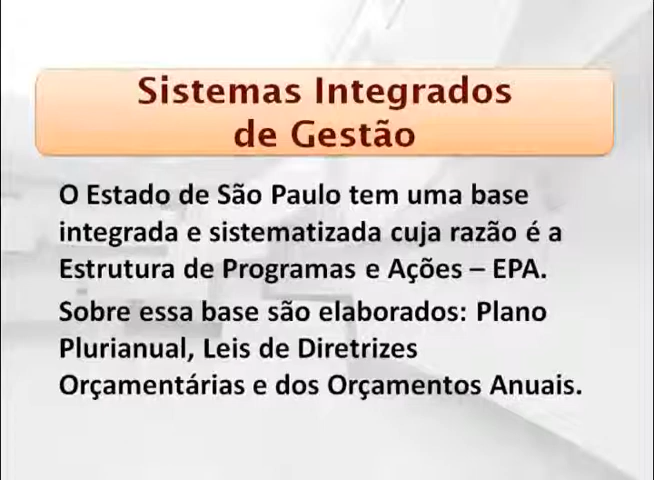 Sistemas Integrados
de Gestão
O Estado de São Paulo tem uma base
integrada e sistematizada cuja razão é a
Estrutura de Programas e Ações – EPA.
Sobre essa base são elaborados: Plano
Plurianual, Leis de Diretrizes
Orçamentárias e dos Orçamentos Anuais.